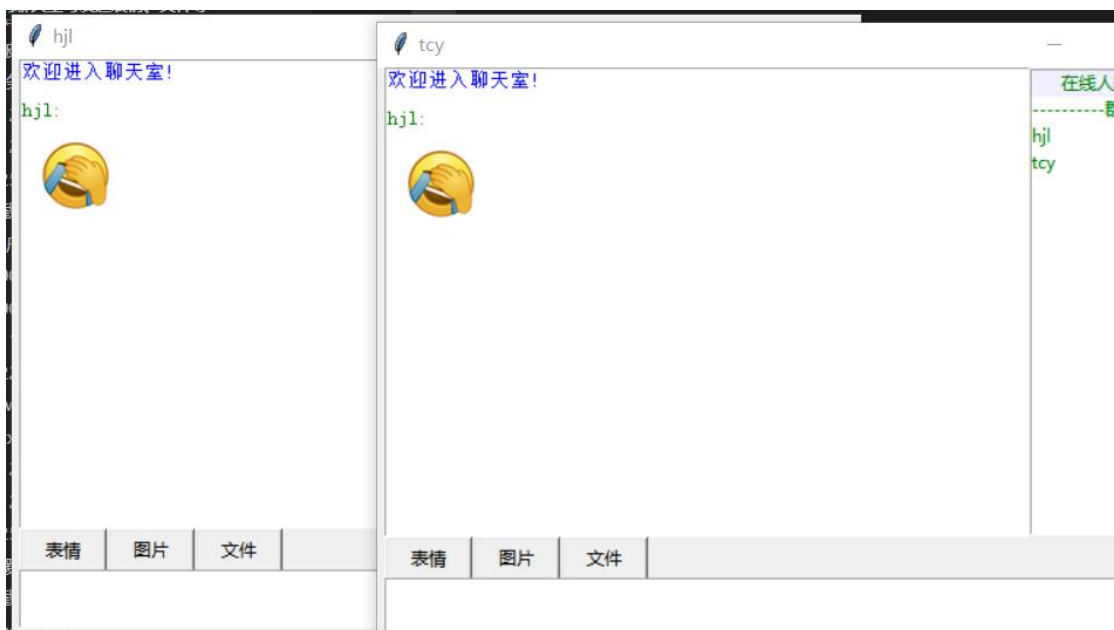 hjl
欢迎进入聊天室!
hjl:
表情 图片 文件
tcy
欢迎进入聊天室!
hjl:
表情 图片 文件
在线人
----------群
hjl
tcy